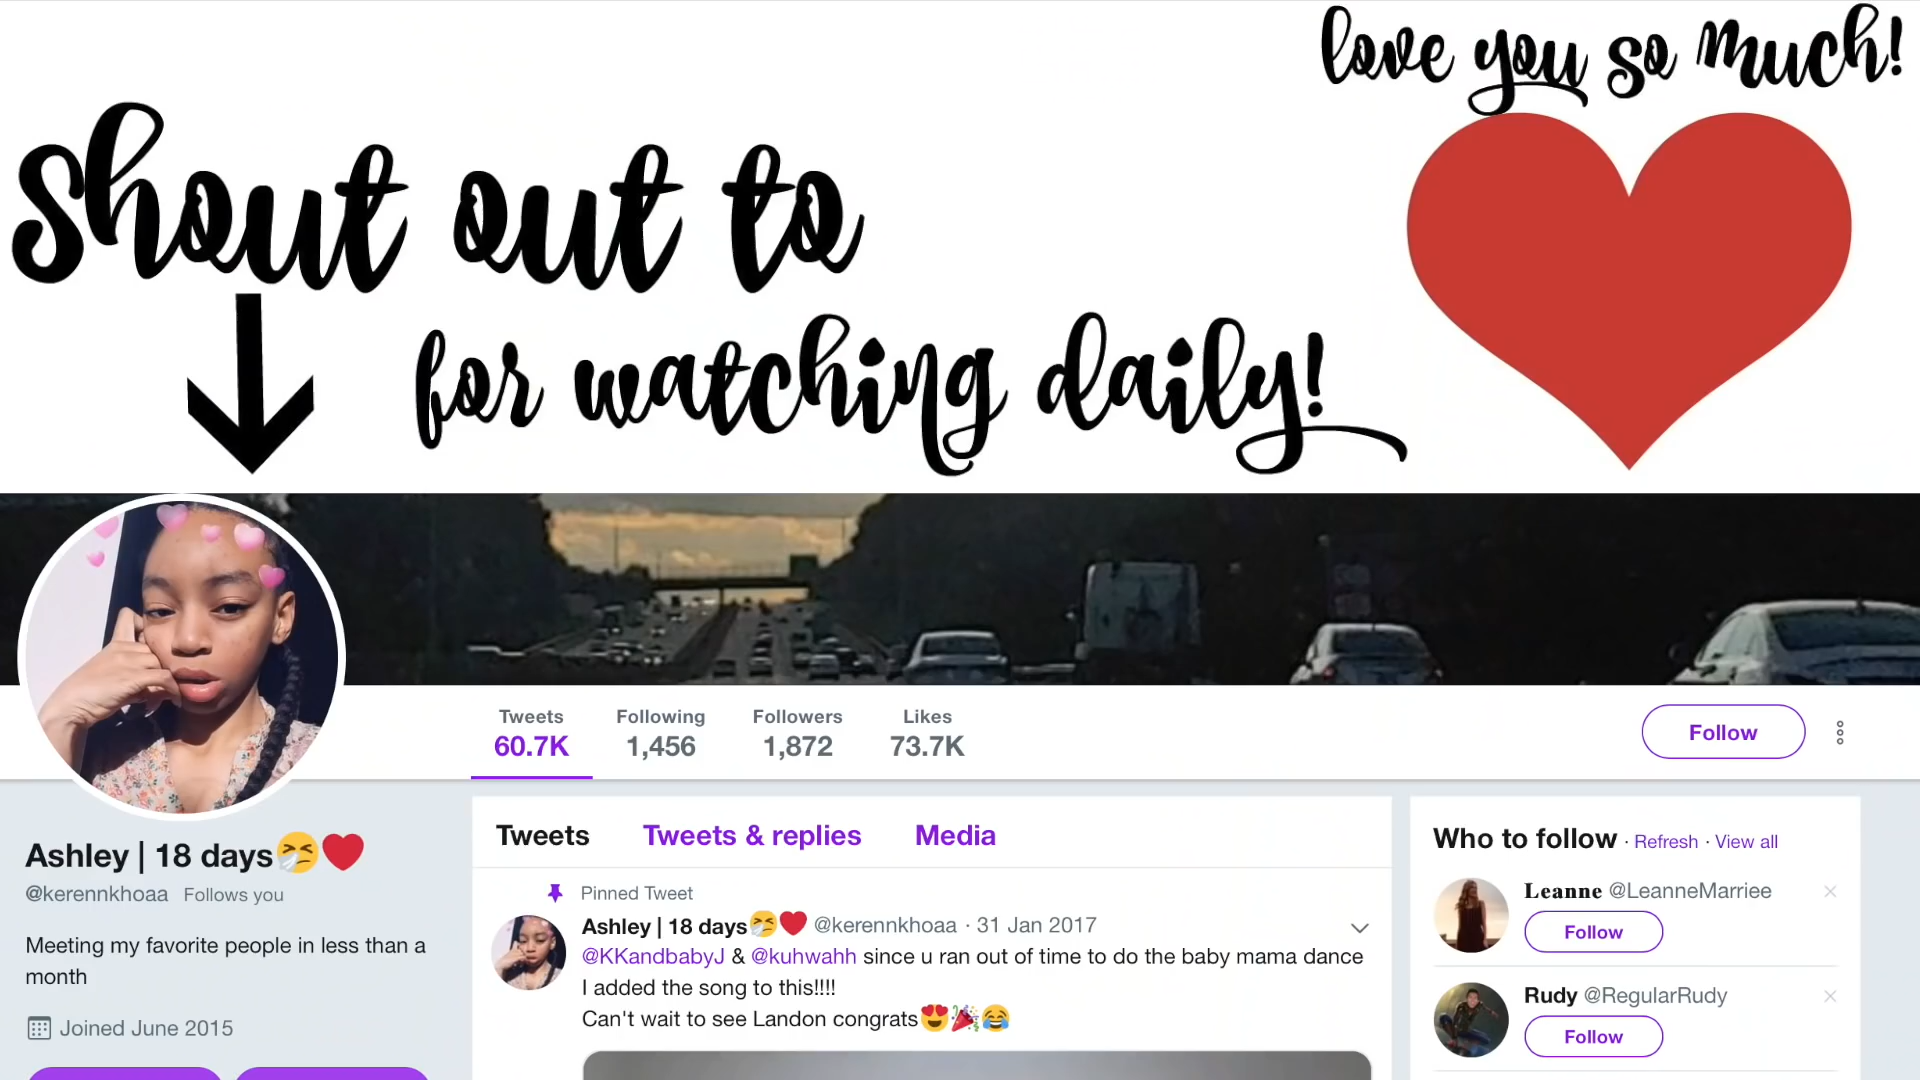 love you so much!
Shout out to
for watching daily!
Tweets Following Followers Likes
60.7K 1,456 1,872 73.7K
Follow
Ashley | 18 days🤧❤️
@kerennkhoaa Follows you
Meeting my favorite people in less than a
month
Joined June 2015
Tweets Tweets & replies Media
Pinned Tweet
Ashley | 18 days🤧❤️ @kerennkhoaa · 31 Jan 2017
@KKandbabyJ & @kuhwahh since u ran out of time to do the baby mama dance
I added the song to this!!!!
Can't wait to see Landon congrats😍🎉😂
Who to follow · Refresh · View all
Leanne @LeanneMarriee
Follow
Rudy @RegularRudy
Follow